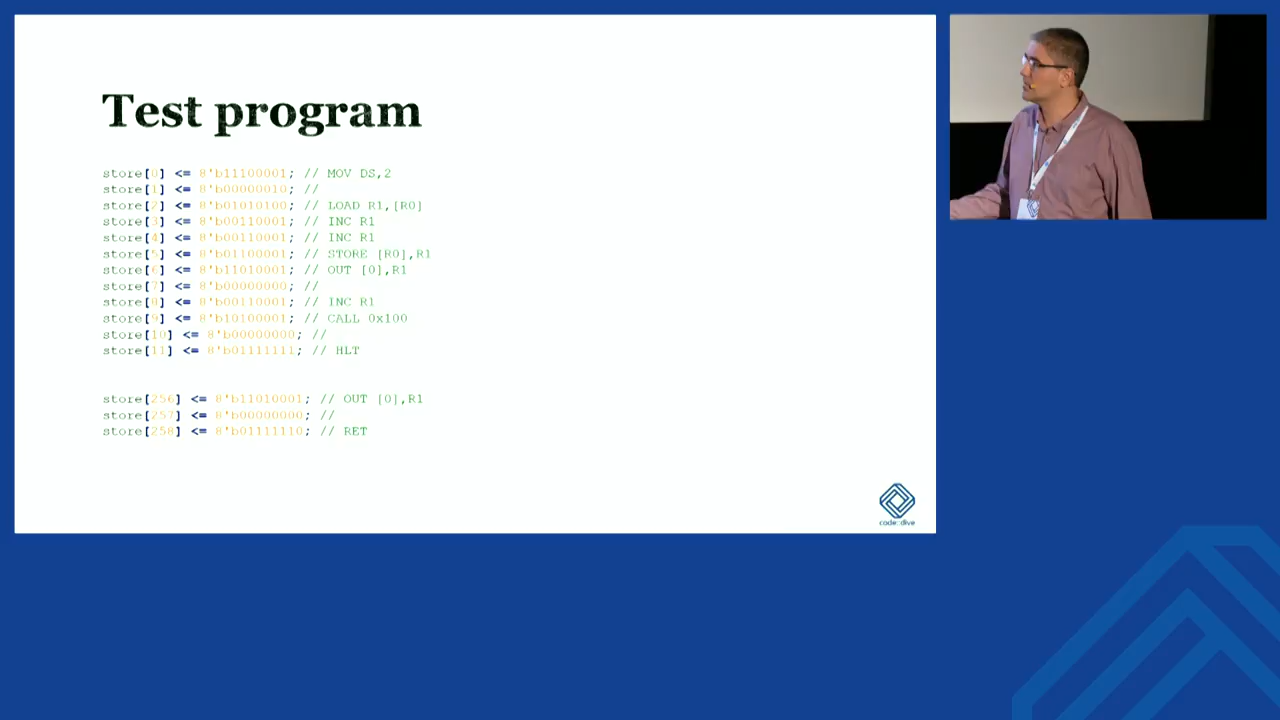 Test program
store[0] <= 8'b11100001; // MOV DS,2
store[1] <= 8'b00000010; //
store[2] <= 8'b01010100; // LOAD R1,[R0]
store[3] <= 8'b00110001; // INC R1
store[4] <= 8'b00110001; // INC R1
store[5] <= 8'b01100001; // STORE [R0],R1
store[6] <= 8'b11010001; // OUT [0],R1
store[7] <= 8'b00000000; //
store[8] <= 8'b00110001; // INC R1
store[9] <= 8'b10100001; // CALL 0x100
store[10] <= 8'b00000000; //
store[11] <= 8'b01111111; // HLT
store[256] <= 8'b11010001; // OUT [0],R1
store[257] <= 8'b00000000; //
store[258] <= 8'b01111110; // RET
code::dive